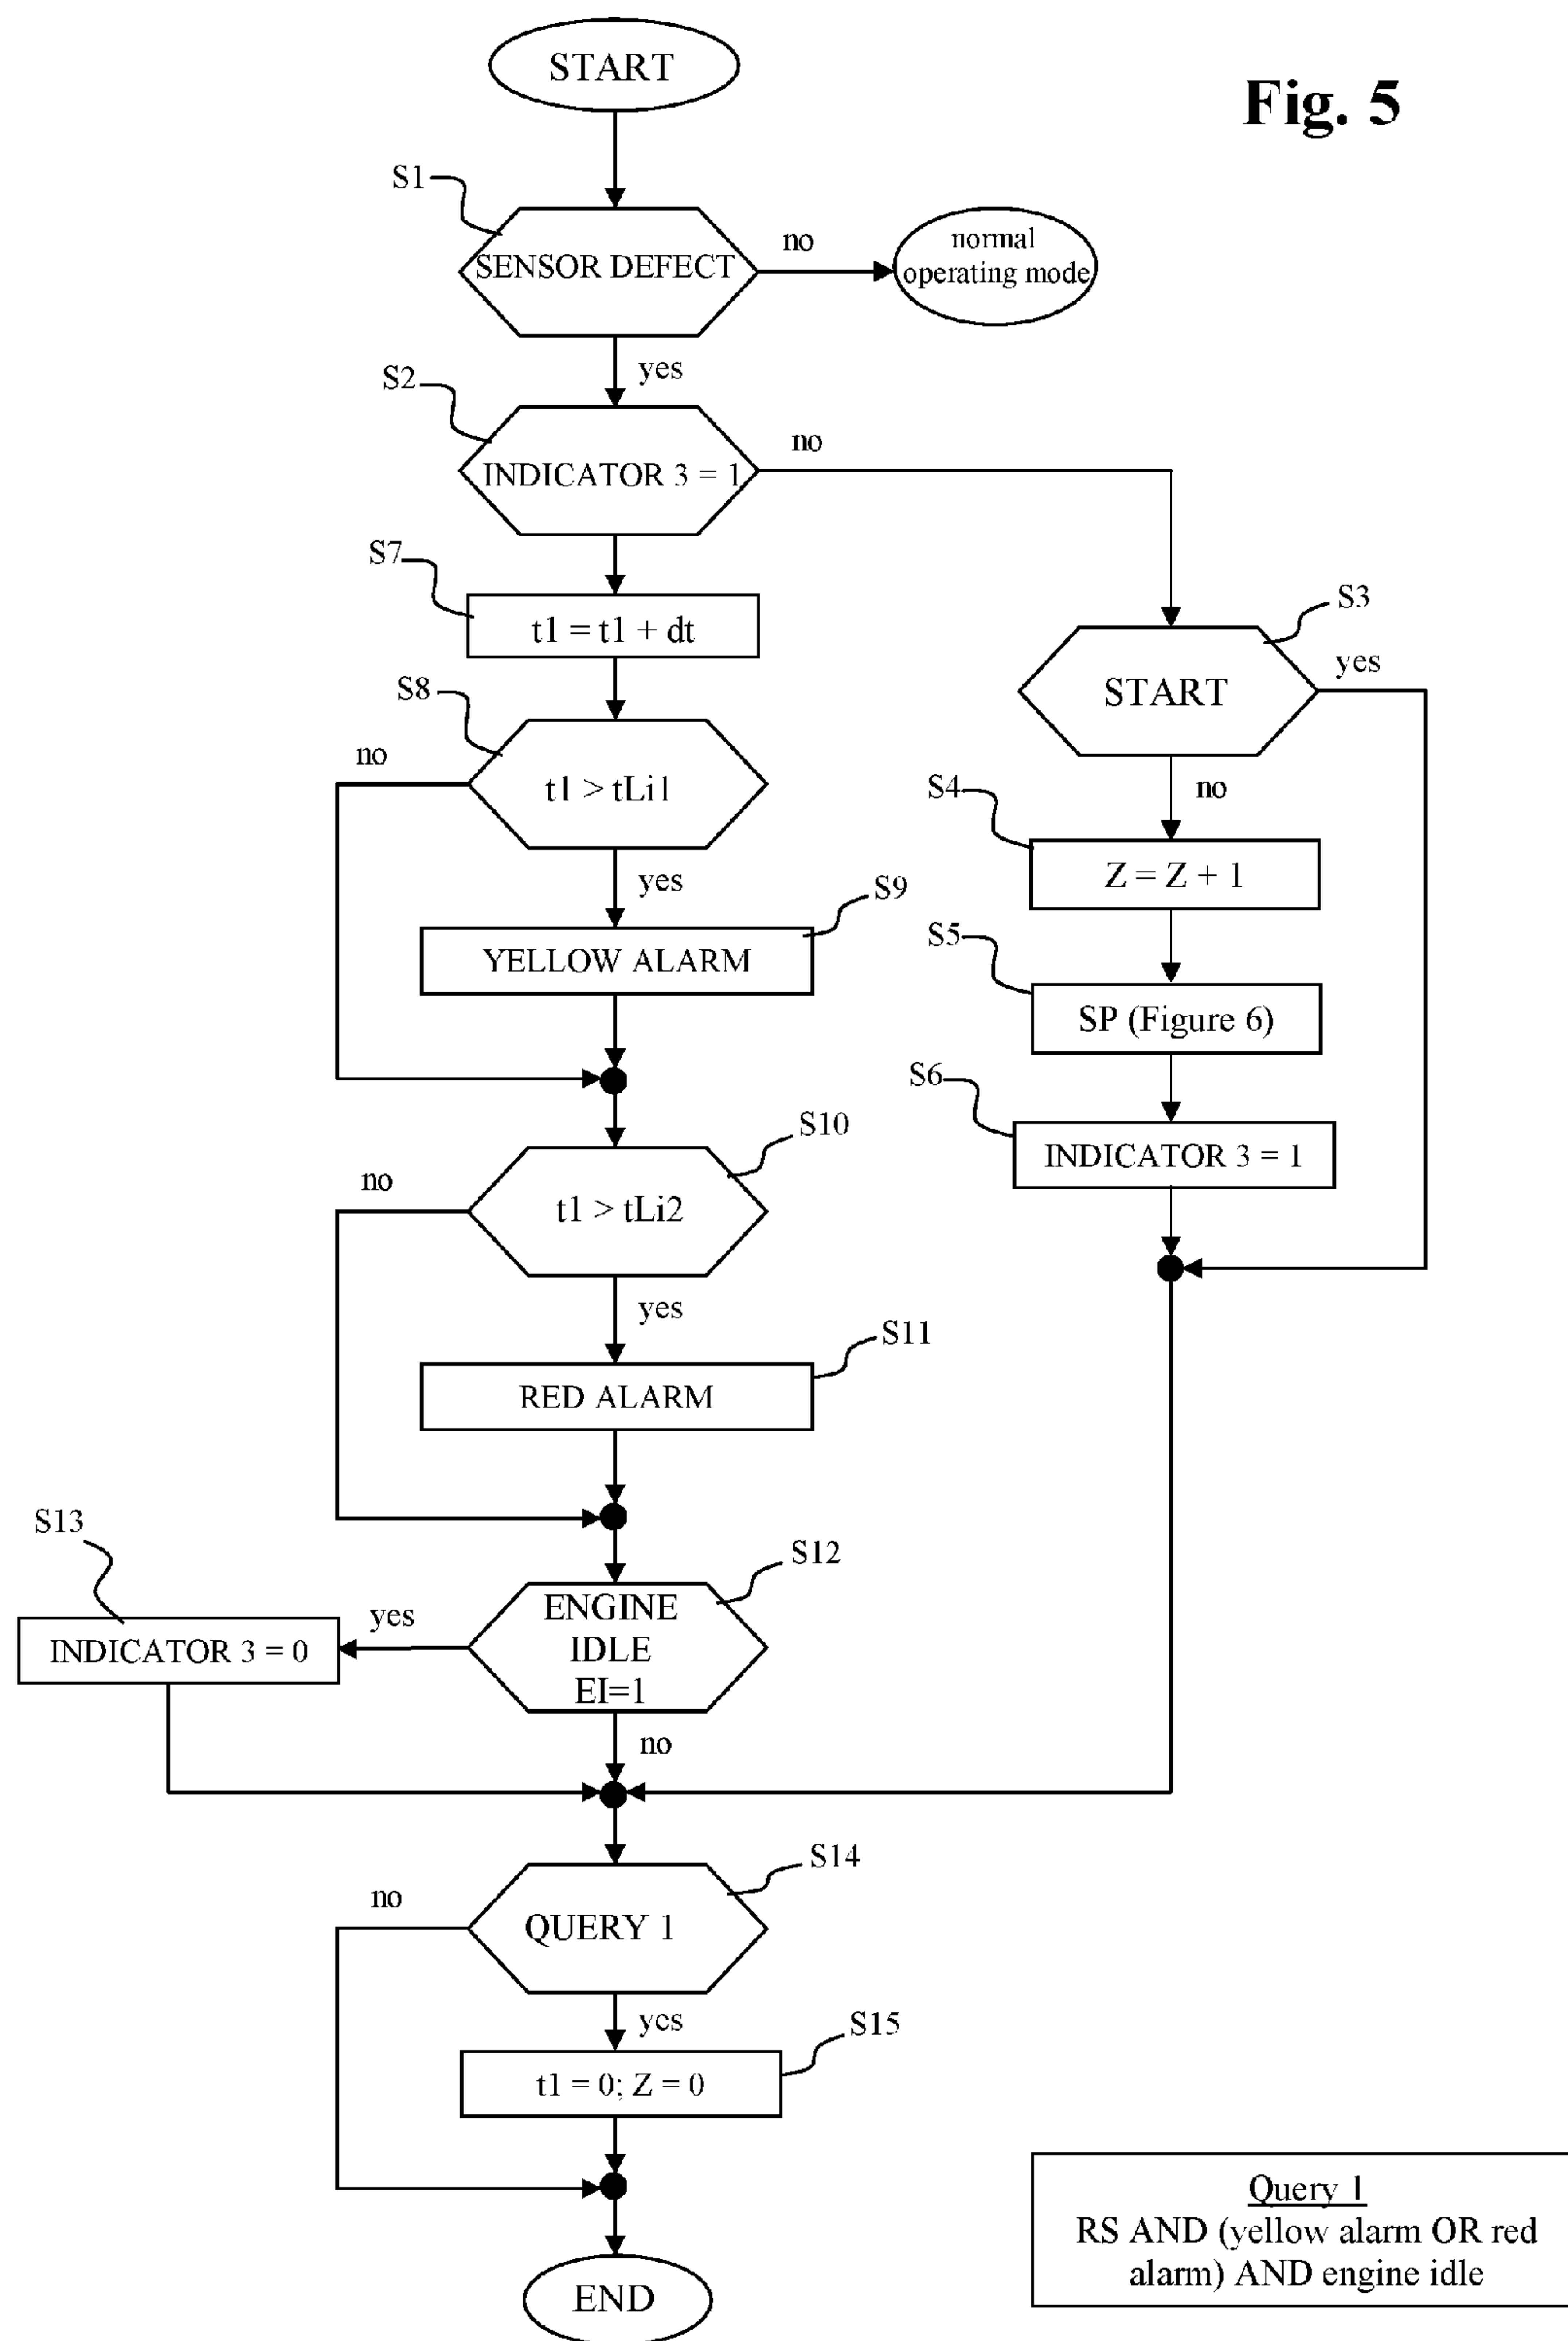 START
Fig. 5
S1
SENSOR DEFECT
no
normal
operating mode
yes
S2
INDICATOR 3 = 1
no
S7
t1 = t1 + dt
S3
START
yes
S8
no
t1 > tLi1
no
S4
Z = Z + 1
yes
S9
YELLOW ALARM
S5
SP (Figure 6)
S6
INDICATOR 3 = 1
S10
no
t1 > tLi2
yes
S11
RED ALARM
S13
INDICATOR 3 = 0
yes
S12
ENGINE
IDLE
EI=1
no
S14
no
QUERY 1
yes
S15
t1 = 0; Z = 0
END
Query 1
RS AND (yellow alarm OR red
alarm) AND engine idle